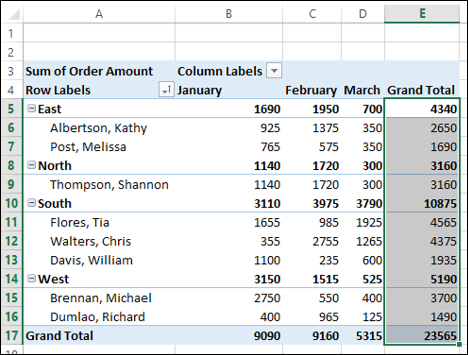 A B C D E
1
2
3 Sum of Order Amount Column Labels
4 Row Labels January February March Grand Total
5 East 1690 1950 700 4340
6 Albertson, Kathy 925 1375 350 2650
7 Post, Melissa 765 575 350 1690
8 North 1140 1720 300 3160
9 Thompson, Shannon 1140 1720 300 3160
10 South 3110 3975 3790 10875
11 Flores, Tia 1655 985 1925 4565
12 Walters, Chris 355 2755 1265 4375
13 Davis, William 1100 235 600 1935
14 West 3150 1515 525 5190
15 Brennan, Michael 2750 550 400 3700
16 Dumlao, Richard 400 965 125 1490
17 Grand Total 9090 9160 5315 23565